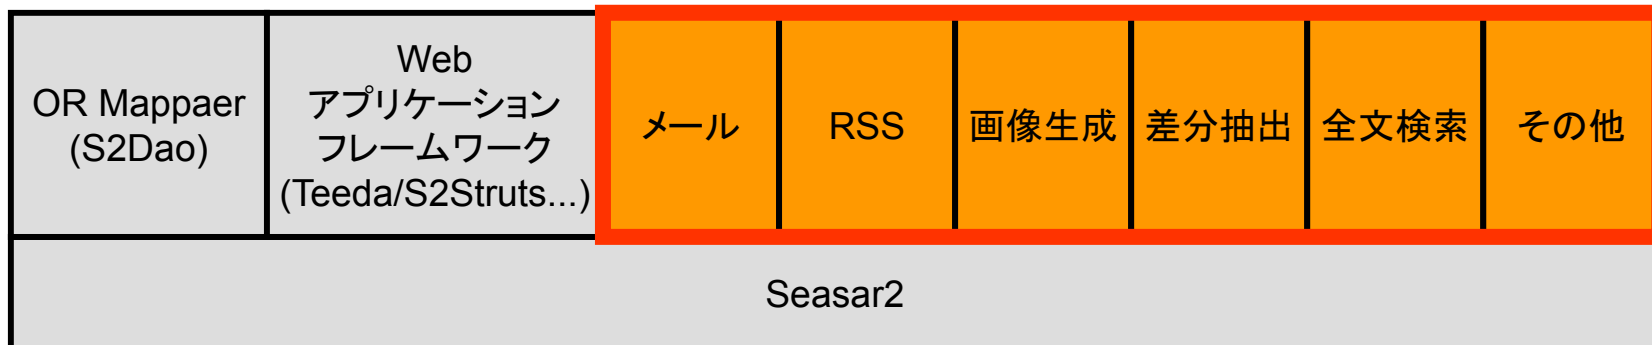 OR Mappaer
(S2Dao)
Web
アプリケーション
フレームワーク
(Teeda/S2Struts...)
メール
RSS
画像生成
差分抽出
全文検索
その他
Seasar2